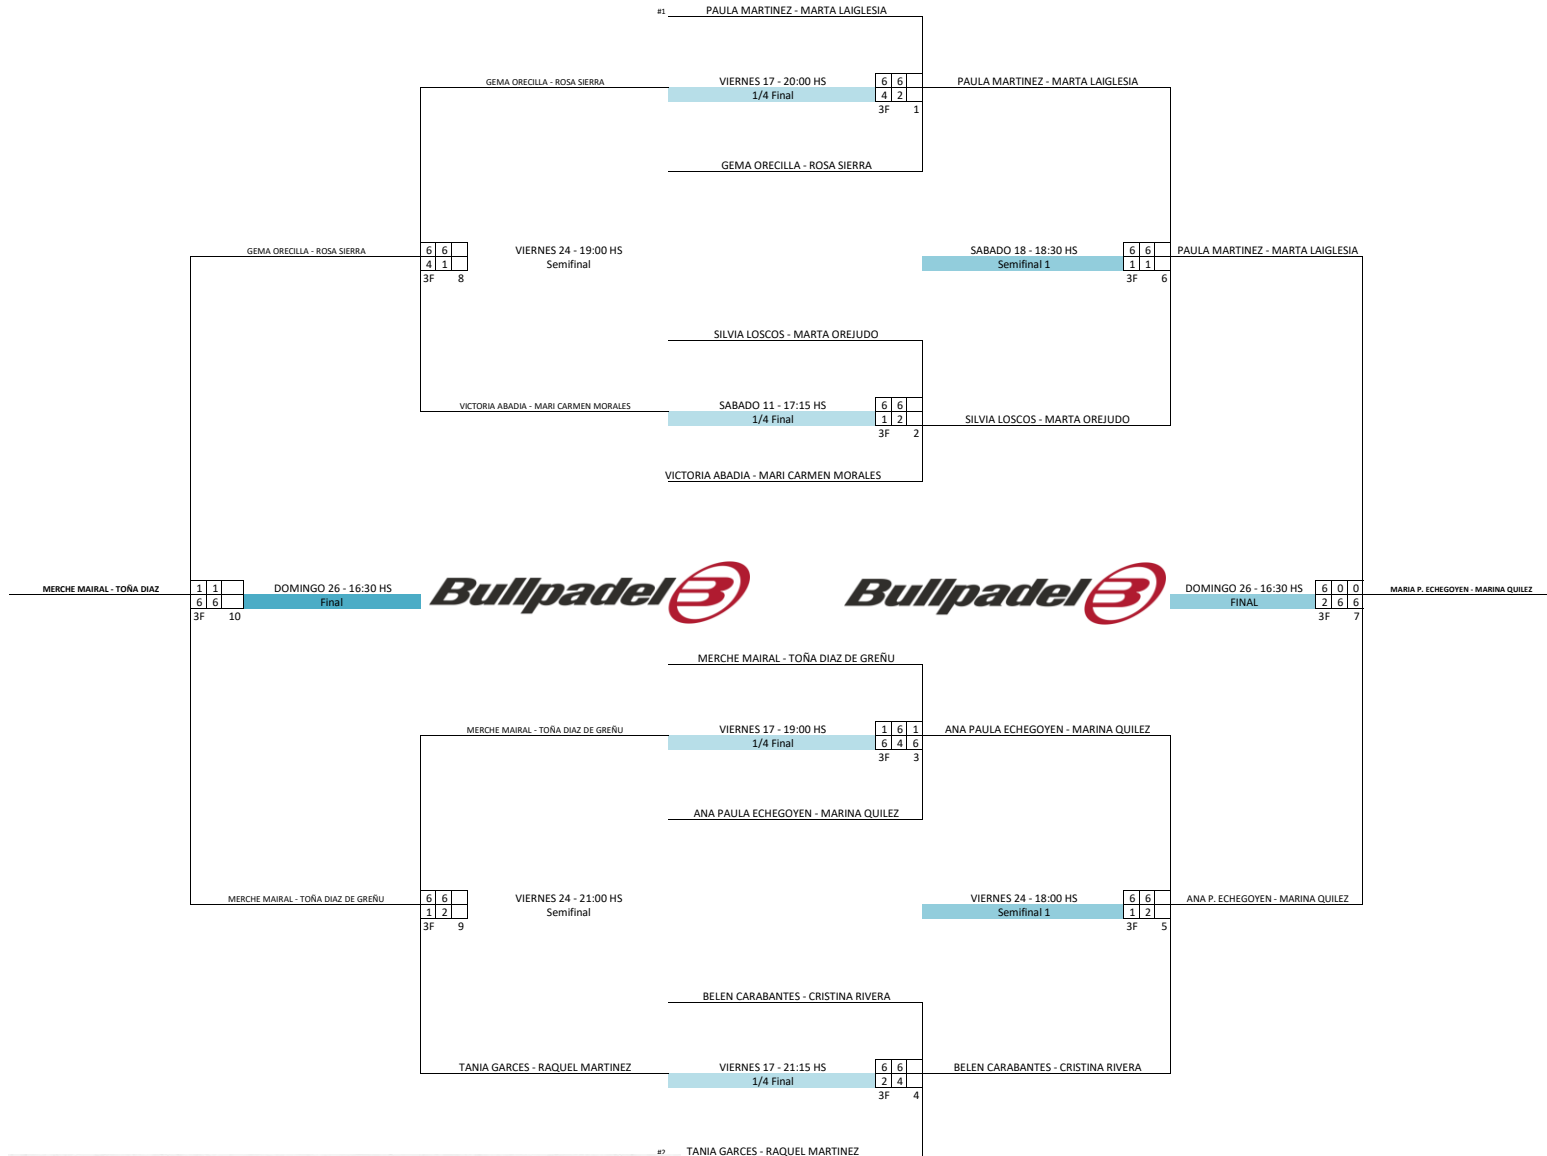 #1 PAULA MARTINEZ - MARTA LAIGLESIA
GEMA ORECILLA - ROSA SIERRA VIERNES 17 - 20:00 HS 6 6 PAULA MARTINEZ - MARTA LAIGLESIA
1/4 Final 4 2
3F 1
GEMA ORECILLA - ROSA SIERRA
GEMA ORECILLA - ROSA SIERRA 6 6 VIERNES 24 - 19:00 HS SABADO 18 - 18:30 HS 6 6 PAULA MARTINEZ - MARTA LAIGLESIA
4 1 Semifinal Semifinal 1 1 1
3F 8 3F 6
SILVIA LOSCOS - MARTA OREJUDO
VICTORIA ABADIA - MARI CARMEN MORALES SABADO 11 - 17:15 HS 6 6
1/4 Final 1 2 SILVIA LOSCOS - MARTA OREJUDO
3F 2
VICTORIA ABADIA - MARI CARMEN MORALES
MERCHE MAIRAL - TOÑA DIAZ 1 1 DOMINGO 26 - 16:30 HS Bullpadel Bullpadel DOMINGO 26 - 16:30 HS 6 0 0 MARIA P. ECHEGOYEN - MARINA QUILEZ
6 6 Final FINAL 2 6 6
3F 10 3F 7
MERCHE MAIRAL - TOÑA DIAZ DE GREÑU
MERCHE MAIRAL - TOÑA DIAZ DE GREÑU VIERNES 17 - 19:00 HS 1 6 1 ANA PAULA ECHEGOYEN - MARINA QUILEZ
1/4 Final 6 4 6
3F 3
ANA PAULA ECHEGOYEN - MARINA QUILEZ
MERCHE MAIRAL - TOÑA DIAZ DE GREÑU 6 6 VIERNES 24 - 21:00 HS VIERNES 24 - 18:00 HS 6 6 ANA P. ECHEGOYEN - MARINA QUILEZ
1 2 Semifinal Semifinal 1 1 2
3F 9 3F 5
BELEN CARABANTES - CRISTINA RIVERA
TANIA GARCES - RAQUEL MARTINEZ VIERNES 17 - 21:15 HS 6 6 BELEN CARABANTES - CRISTINA RIVERA
1/4 Final 2 4
3F 4
#2 TANIA GARCES - RAQUEL MARTINEZ